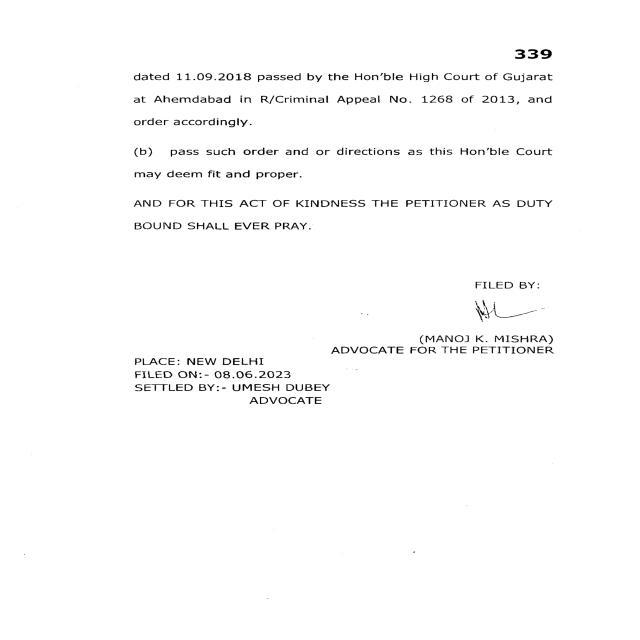 339
dated 11.09.2018 passed by the Hon'ble High Court of Gujarat
at Ahemdabad in R/Criminal Appeal No. 1268 of 2013, and
order accordingly.
(b) pass such order and or directions as this Hon'ble Court
may deem fit and proper.
AND FOR THIS ACT OF KINDNESS THE PETITIONER AS DUTY
BOUND SHALL EVER PRAY.
FILED BY:
(MANOJ K. MISHRA)
ADVOCATE FOR THE PETITIONER
PLACE: NEW DELHI
FILED ON:- 08.06.2023
SETTLED BY:- UMESH DUBEY
ADVOCATE